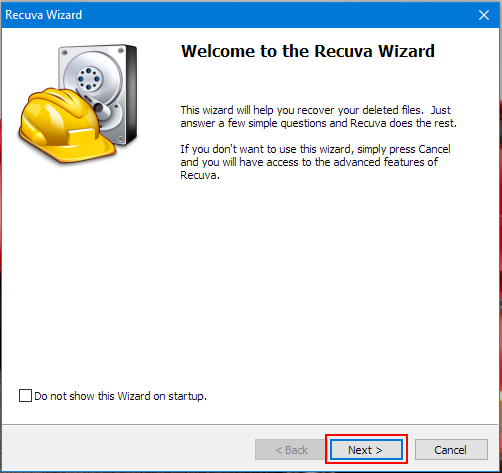 Recuva Wizard
Welcome to the Recuva Wizard
This wizard will help you recover your deleted files.  Just
answer a few simple questions and Recuva does the rest.
If you don't want to use this wizard, simply press Cancel
and you will have access to the advanced features of
Recuva.
Do not show this Wizard on startup.
< Back
Next >
Cancel